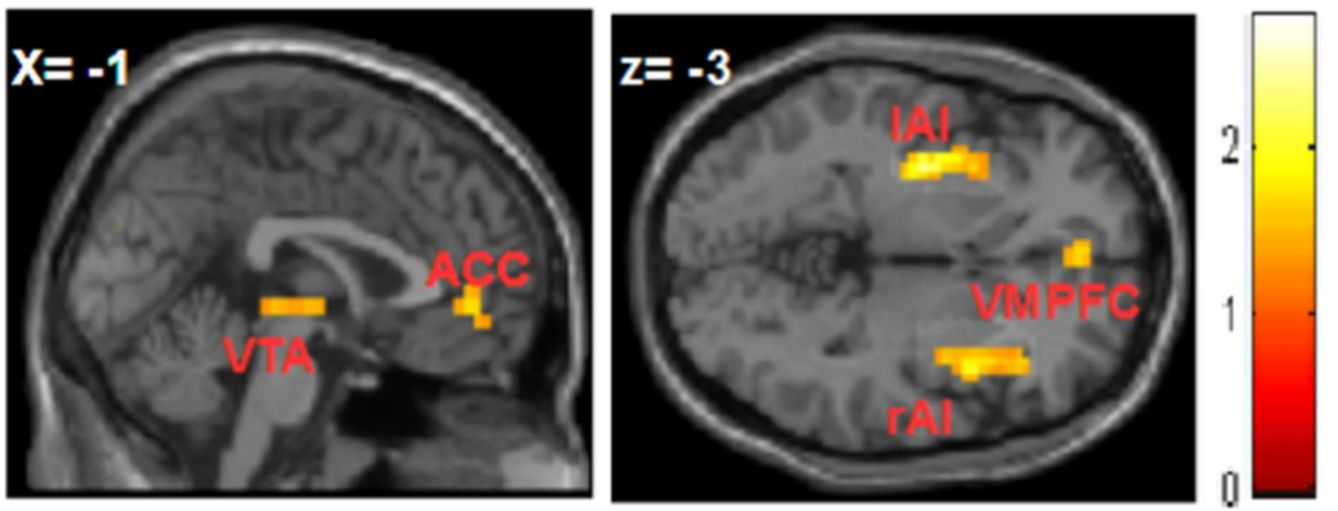 X= -1
ACC
VTA
z= -3
lAI
VMPFC
rAI
2
1
0